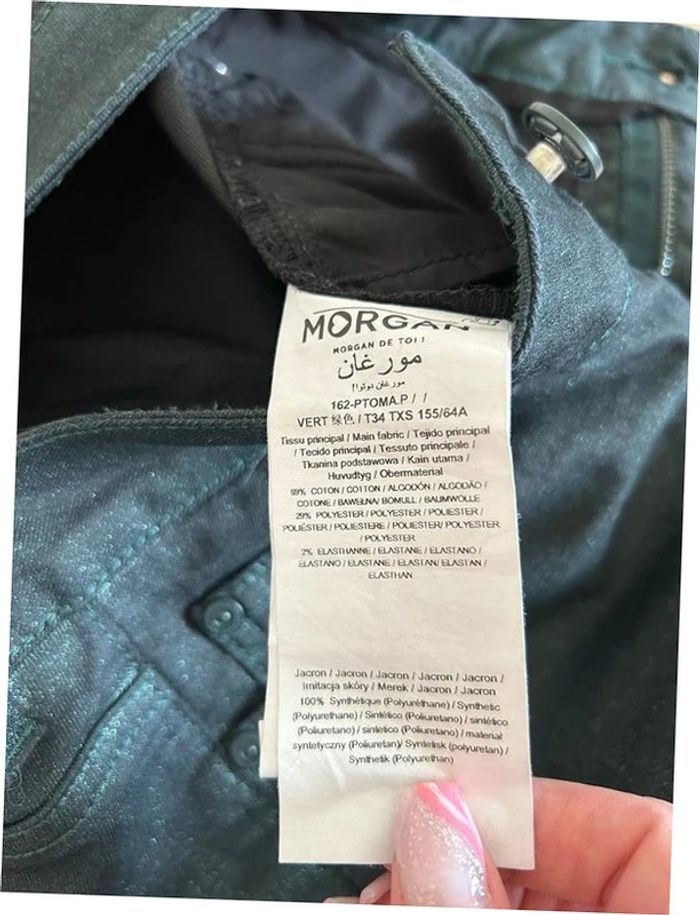 MORGAN
MORGAN DE TOI !
مورغان
مورغان دوتوا!
162-PTOMA.P / /
VERT 绿色 / T34 TXS 155/64A
Tissu principal / Main fabric / Tejido principal
/ Tecido principal / Tessuto principale /
Tkanina podstawowa / Kain utama /
Huvudtyg / Obermaterial
69% COTON / COTTON / ALGODÓN / ALGODÃO /
COTONE / BAWEŁNA/ BOMULL / BAUMWOLLE
29% POLYESTER / POLYESTER / POLIESTER /
POLIÉSTER / POLIESTERE / POLIESTER/ POLYESTER
/ POLYESTER
2% ELASTHANNE / ELASTANE / ELASTANO /
ELASTANO / ELASTANE / ELASTAN/ ELASTAN /
ELASTHAN
Jacron / Jacron / Jacron / Jacron / Jacron /
Imitacja skóry / Merek / Jacron / Jacron
100% Synthétique (Polyuréthane) / Synthetic
(Polyurethane) / Sintético (Poliuretano) / sintético
(Poliuretano) / sintetico (Poliuretano) / materiał
syntetyczny (Poliuretan)/ Syntetisk (polyuretan) /
Synthetik (Polyurethan)